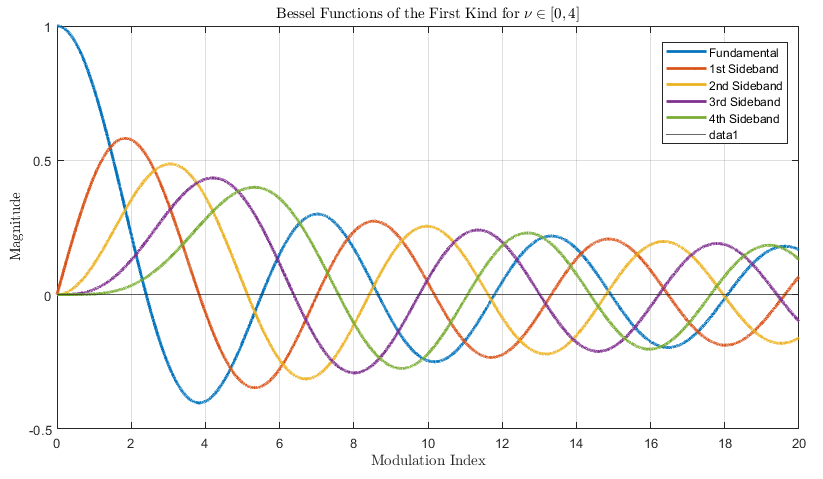 Bessel Functions of the First Kind for ν ∈ [0, 4]
1
Fundamental
1st Sideband
2nd Sideband
3rd Sideband
4th Sideband
data1
0.5
Magnitude
0
-0.5
0 2 4 6 8 10 12 14 16 18 20
Modulation Index